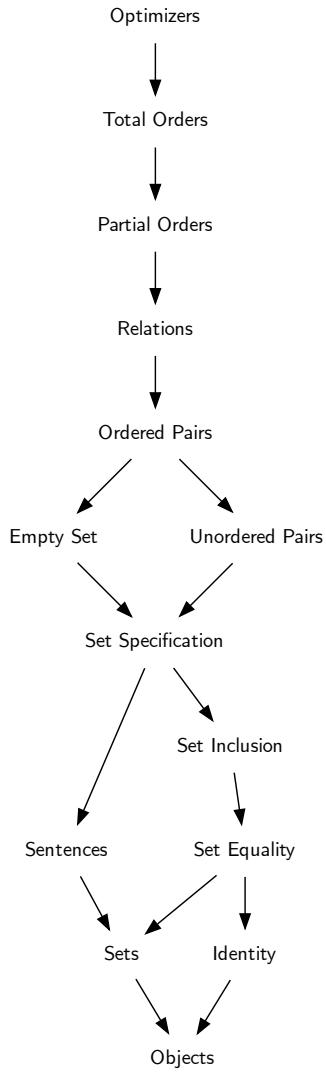 Optimizers
Total Orders
Partial Orders
Relations
Ordered Pairs
Empty Set
Unordered Pairs
Set Specification
Set Inclusion
Sentences
Set Equality
Sets
Identity
Objects